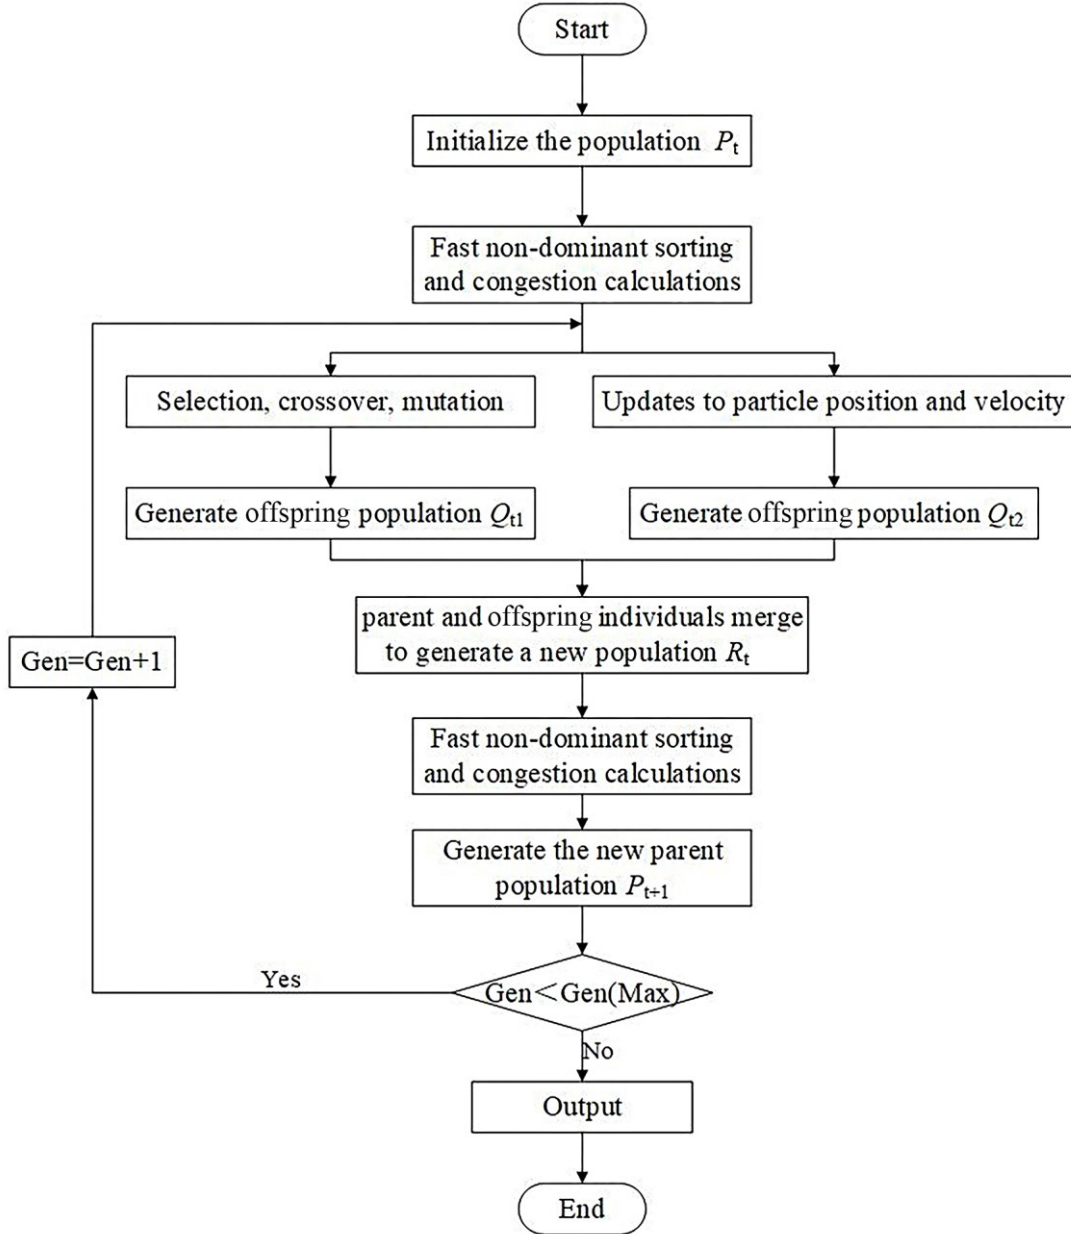 Start
Initialize the population Pt
Fast non-dominant sorting
and congestion calculations
Selection, crossover, mutation
Updates to particle position and velocity
Generate offspring population Qt1
Generate offspring population Qt2
parent and offspring individuals merge
to generate a new population Rt
Gen=Gen+1
Fast non-dominant sorting
and congestion calculations
Generate the new parent
population Pt+1
Yes
Gen<Gen(Max)
No
Output
End